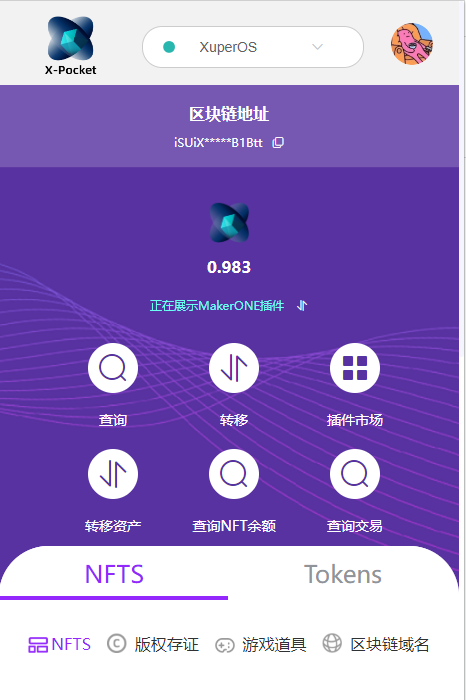 X-Pocket
XuperOS
区块链地址
iSUiX*****B1Btt
0.983
正在展示MakerONE插件
查询 转移 插件市场
转移资产 查询NFT余额 查询交易
NFTS Tokens
NFTS 版权存证 游戏道具 区块链域名